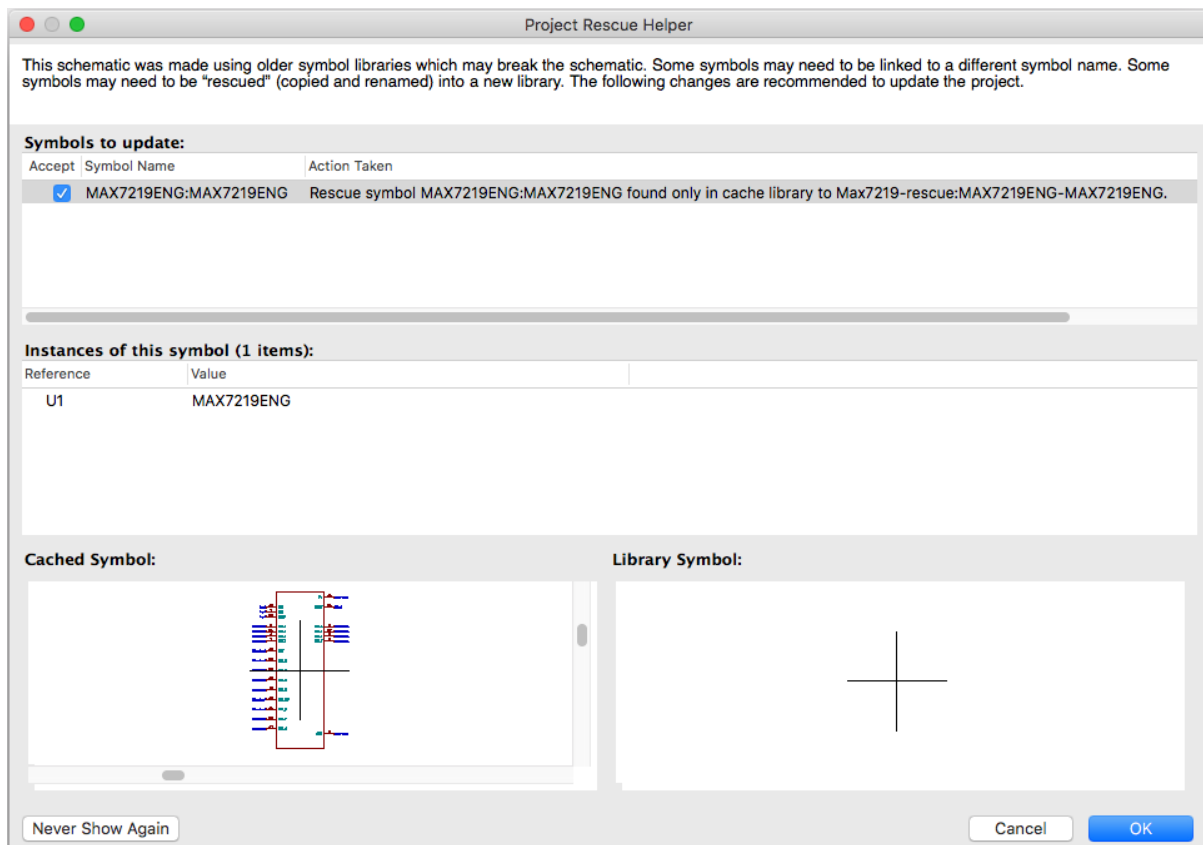 Project Rescue Helper
This schematic was made using older symbol libraries which may break the schematic. Some symbols may need to be linked to a different symbol name. Some
symbols may need to be “rescued” (copied and renamed) into a new library. The following changes are recommended to update the project.
Symbols to update:
Accept Symbol Name Action Taken
MAX7219ENG:MAX7219ENG Rescue symbol MAX7219ENG:MAX7219ENG found only in cache library to Max7219-rescue:MAX7219ENG-MAX7219ENG.
Instances of this symbol (1 items):
Reference Value
U1 MAX7219ENG
Cached Symbol: Library Symbol:
Never Show Again Cancel OK